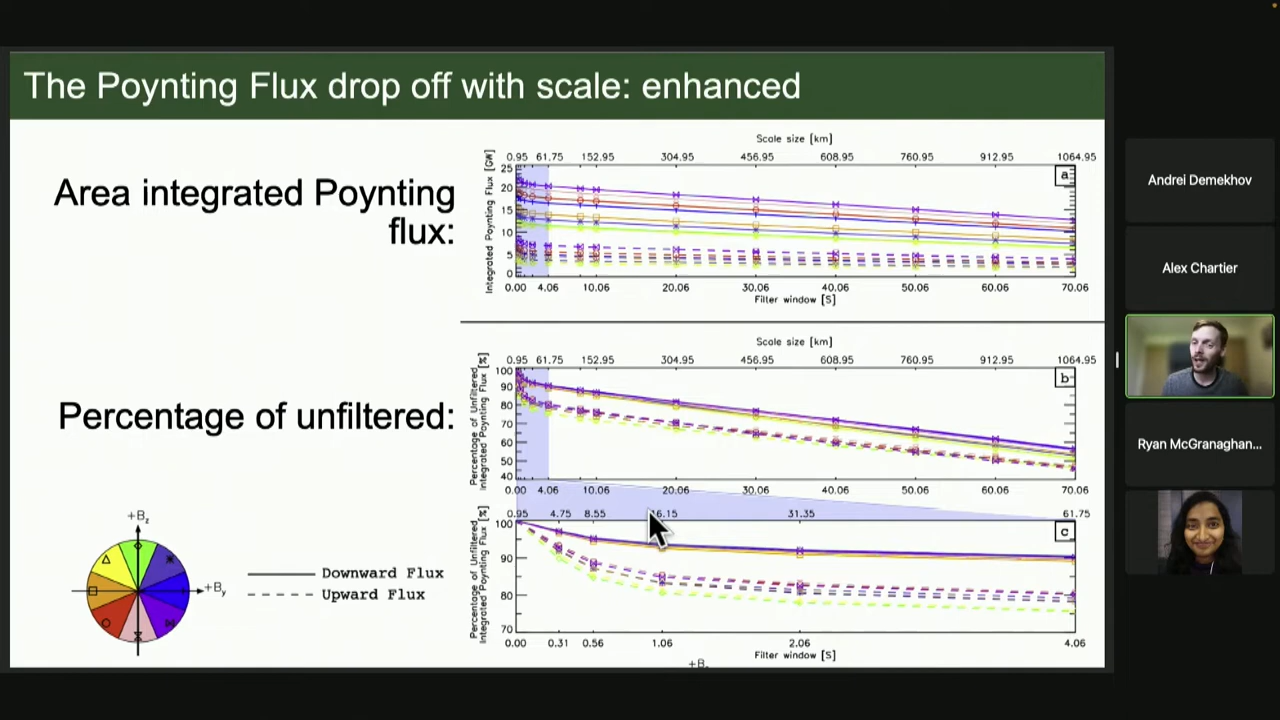 The Poynting Flux drop off with scale: enhanced
Area integrated Poynting
flux:
Scale size [km]
0.95 61.75 152.95 304.95 456.95 608.95 760.95 912.95 1064.95
Integrated Poynting Flux [GW]
25
20
15
10
5
0
a
0.00 4.06 10.06 20.06 30.06 40.06 50.06 60.06 70.06
Filter window [S]
Percentage of unfiltered:
Scale size [km]
0.95 61.75 152.95 304.95 456.95 608.95 760.95 912.95 1064.95
Percentage of Unfiltered
Integrated Poynting Flux [%]
100
90
80
70
60
50
40
b
0.00 4.06 10.06 20.06 30.06 40.06 50.06 60.06 70.06
0.95 4.75 8.55 16.15 31.35 61.75
Percentage of Unfiltered
Integrated Poynting Flux [%]
100
90
80
70
c
0.00 0.31 0.56 1.06 2.06 4.06
Filter window [S]
+Bz
+By
Downward Flux
Upward Flux
Andrei Demekhov
Alex Chartier
Ryan McGranaghan...